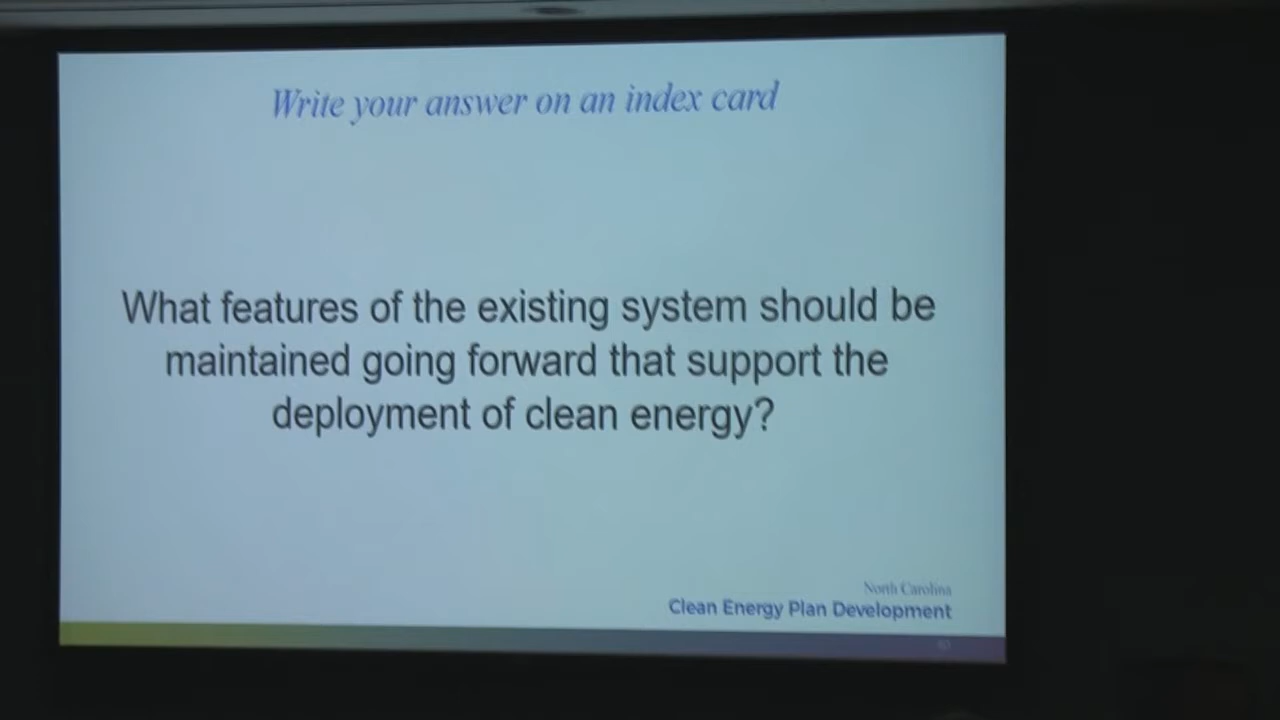 Write your answer on an index card
What features of the existing system should be
maintained going forward that support the
deployment of clean energy?
North Carolina
Clean Energy Plan Development